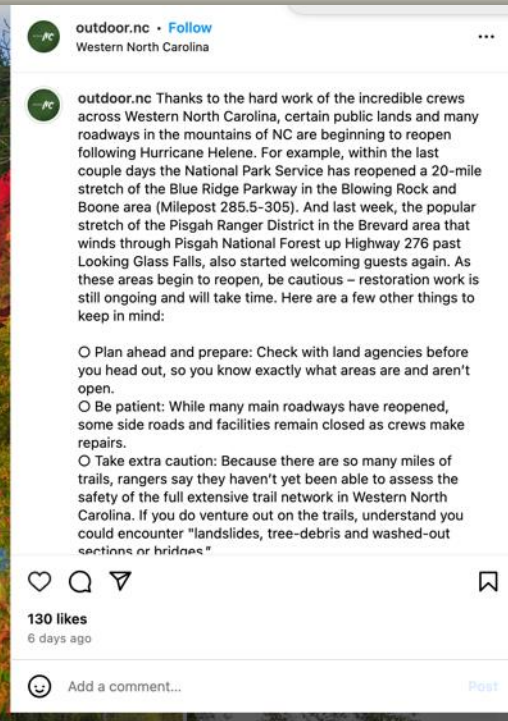 outdoor.nc • Follow
Western North Carolina
outdoor.nc Thanks to the hard work of the incredible crews
across Western North Carolina, certain public lands and many
roadways in the mountains of NC are beginning to reopen
following Hurricane Helene. For example, within the last
couple days the National Park Service has reopened a 20-mile
stretch of the Blue Ridge Parkway in the Blowing Rock and
Boone area (Milepost 285.5-305). And last week, the popular
stretch of the Pisgah Ranger District in the Brevard area that
winds through Pisgah National Forest up Highway 276 past
Looking Glass Falls, also started welcoming guests again. As
these areas begin to reopen, be cautious – restoration work is
still ongoing and will take time. Here are a few other things to
keep in mind:
O Plan ahead and prepare: Check with land agencies before
you head out, so you know exactly what areas are and aren't
open.
O Be patient: While many main roadways have reopened,
some side roads and facilities remain closed as crews make
repairs.
O Take extra caution: Because there are so many miles of
trails, rangers say they haven't yet been able to assess the
safety of the full extensive trail network in Western North
Carolina. If you do venture out on the trails, understand you
could encounter "landslides, tree-debris and washed-out
sections or bridges."
130 likes
6 days ago
Add a comment...
Post